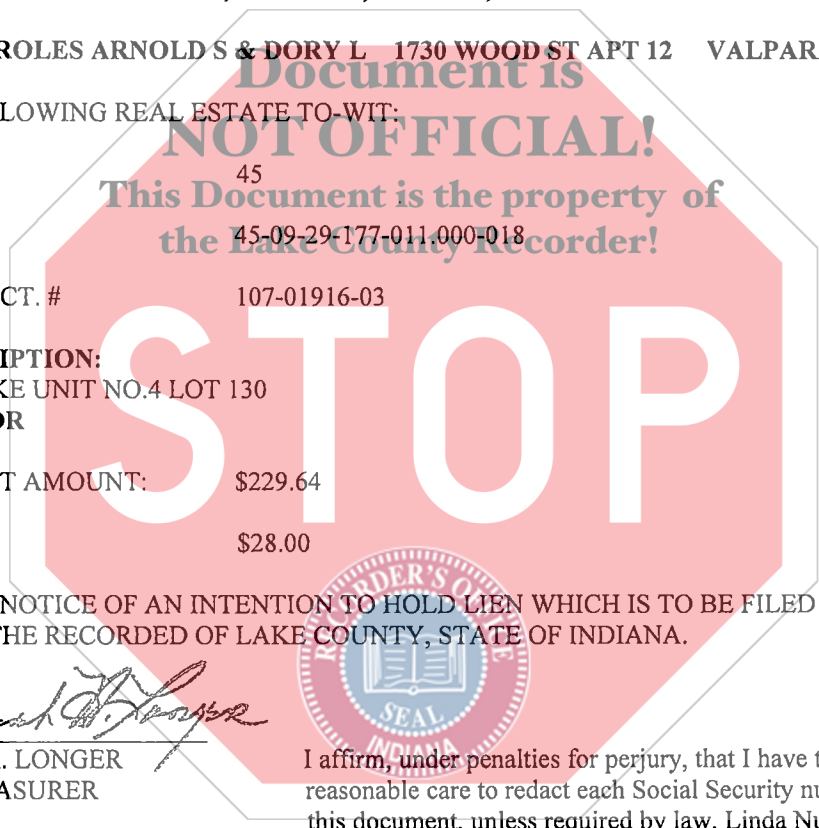 ROLES ARNOLD S & DORY L 1730 WOOD ST APT 12 VALPAR
Document is
LOWING REAL ESTATE TO-WIT:
NOT OFFICIAL!
45
This Document is the property of
45-09-29-177-011.000-018
the Lake County Recorder!
CT. # 107-01916-03
STOP
IPTION:
KE UNIT NO.4 LOT 130
OR
T AMOUNT: $229.64
$28.00
NOTICE OF AN INTENTION TO HOLD LIEN WHICH IS TO BE FILED
THE RECORDED OF LAKE COUNTY, STATE OF INDIANA.
RECORDER'S OFFICE
SEAL
INDIANA
. LONGER
ASURER
I affirm, under penalties for perjury, that I have t
reasonable care to redact each Social Security nu
this document, unless required by law. Linda Nu